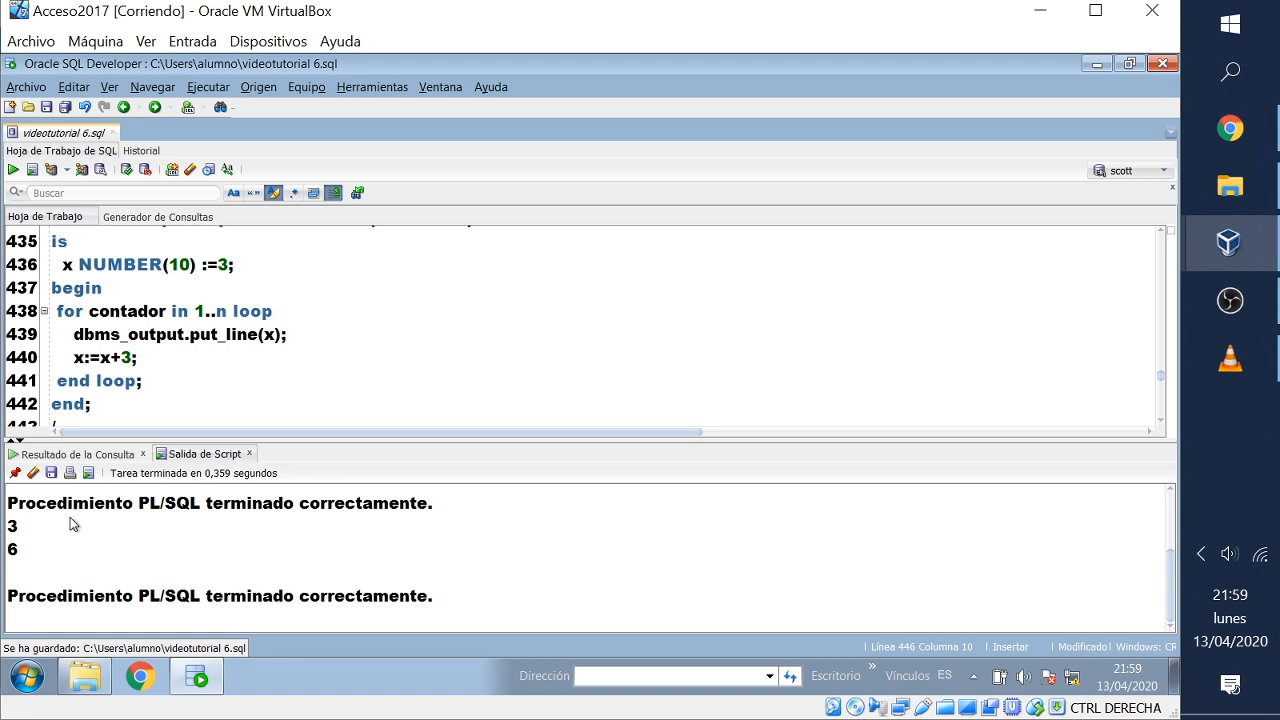 Acceso2017 [Corriendo] - Oracle VM VirtualBox
Archivo Máquina Ver Entrada Dispositivos Ayuda
Oracle SQL Developer : C:\Users\alumno\videotutorial 6.sql
Archivo Editar Ver Navegar Ejecutar Origen Equipo Herramientas Ventana Ayuda
videotutorial 6.sql
Hoja de Trabajo de SQL Historial
scott
Buscar
Hoja de Trabajo Generador de Consultas
435 is
436 x NUMBER(10) :=3;
437 begin
438 for contador in 1..n loop
439 dbms_output.put_line(x);
440 x:=x+3;
441 end loop;
442 end;
Resultado de la Consulta Salida de Script
Tarea terminada en 0,359 segundos
Procedimiento PL/SQL terminado correctamente.
3
6
Procedimiento PL/SQL terminado correctamente.
Se ha guardado: C:\Users\alumno\videotutorial 6.sql
Línea 446 Columna 10 Insertar Modificado Windows: CR
Dirección Escritorio Vínculos ES 21:59
13/04/2020
CTRL DERECHA
21:59
lunes
13/04/2020